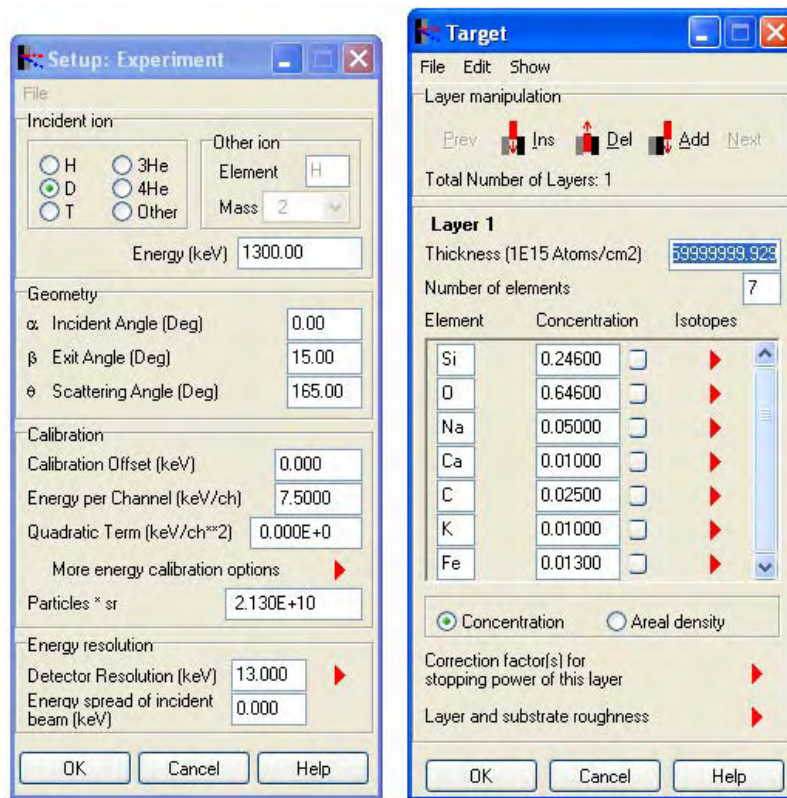 Setup: Experiment
File
Incident ion
H
3He
D
4He
T
Other
Other ion
Element H
Mass 2
Energy (keV) 1300.00
Geometry
α Incident Angle (Deg) 0.00
β Exit Angle (Deg) 15.00
θ Scattering Angle (Deg) 165.00
Calibration
Calibration Offset (keV) 0.000
Energy per Channel (keV/ch) 7.5000
Quadratic Term (keV/ch**2) 0.000E+0
More energy calibration options
Particles * sr 2.130E+10
Energy resolution
Detector Resolution (keV) 13.000
Energy spread of incident
beam (keV) 0.000
OK Cancel Help
Target
File Edit Show
Layer manipulation
Prev Ins Del Add Next
Total Number of Layers: 1
Layer 1
Thickness (1E15 Atoms/cm2) 59999999.929
Number of elements 7
Element Concentration Isotopes
Si 0.24600
O 0.64600
Na 0.05000
Ca 0.01000
C 0.02500
K 0.01000
Fe 0.01300
Concentration Areal density
Correction factor(s) for
stopping power of this layer
Layer and substrate roughness
OK Cancel Help